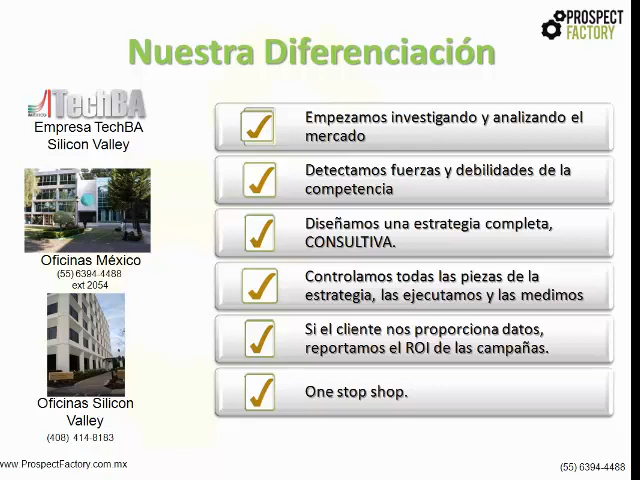 PROSPECT
FACTORY
Nuestra Diferenciación
TechBA
Empresa TechBA
Silicon Valley
Oficinas México
(55) 6394-4488
ext 2054
Oficinas Silicon
Valley
(408) 414-8183
Empezamos investigando y analizando el
mercado
Detectamos fuerzas y debilidades de la
competencia
Diseñamos una estrategia completa,
CONSULTIVA.
Controlamos todas las piezas de la
estrategia, las ejecutamos y las medimos
Si el cliente nos proporciona datos,
reportamos el ROI de las campañas.
One stop shop.
www.ProspectFactory.com.mx
(55) 6394-4488